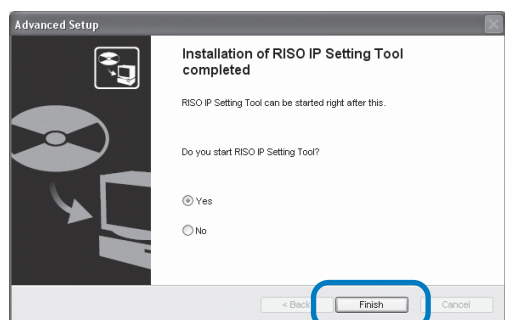 Advanced Setup
Installation of RISO IP Setting Tool
completed
RISO IP Setting Tool can be started right after this.
Do you start RISO IP Setting Tool?
Yes
No
< Back
Finish
Cancel